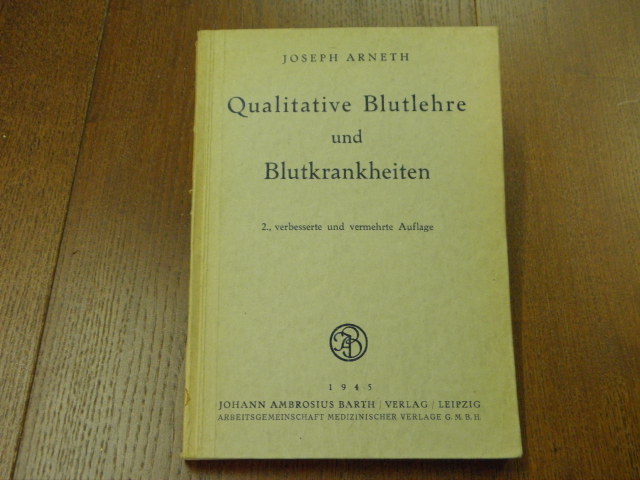 JOSEPH ARNETH
Qualitative Blutlehre
und
Blutkrankheiten
2., verbesserte und vermehrte Auflage
1945
JOHANN AMBROSIUS BARTH / VERLAG / LEIPZIG
ARBEITSGEMEINSCHAFT MEDIZINISCHER VERLAGE G. M. B. H.